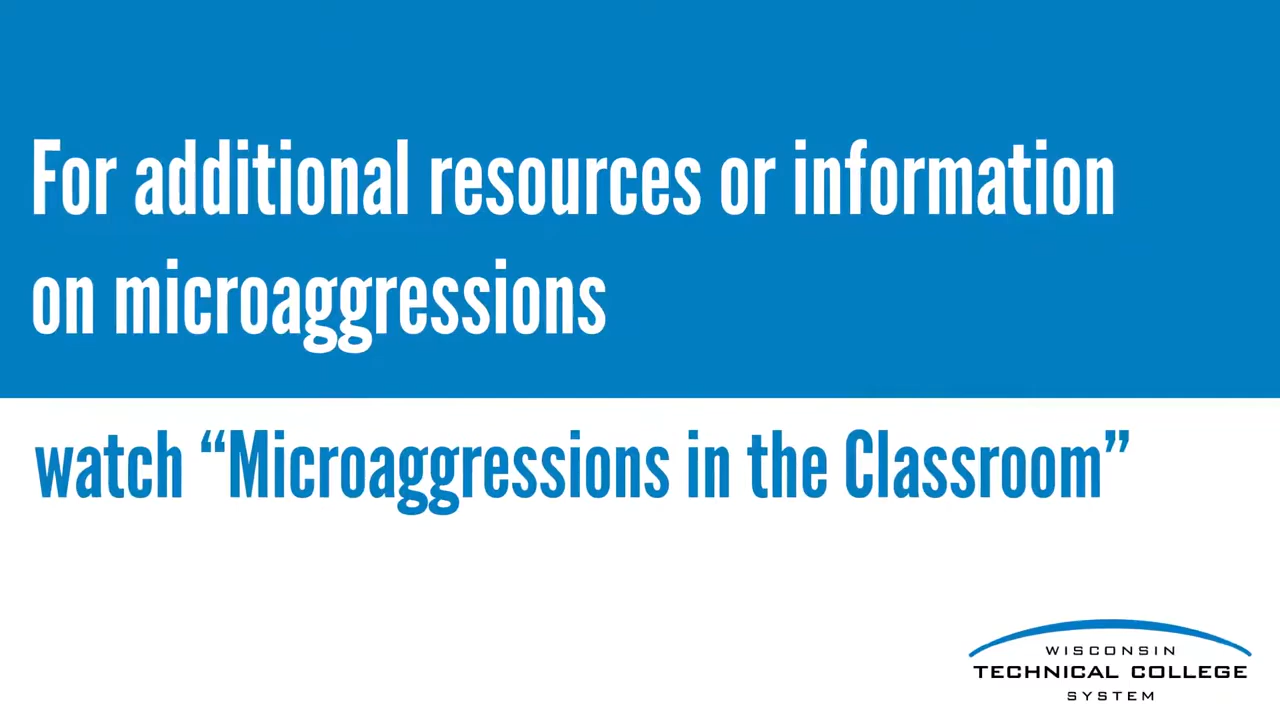 For additional resources or information
on microaggressions
watch “Microaggressions in the Classroom”
WISCONSIN
TECHNICAL COLLEGE
SYSTEM